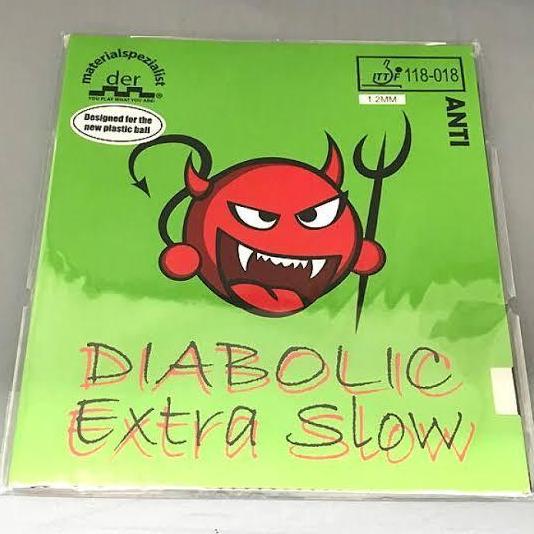 materialspezialist
der
YOU PLAY WHAT YOU ARE!
®
Designed for the
new plastic ball
ITTF 118-018
1.2MM
ANTI
DIABOLIC
Extra Slow